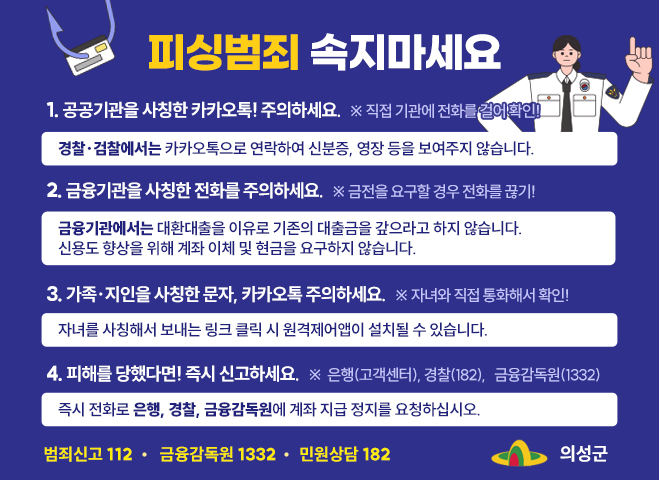 피싱범죄 속지마세요
1. 공공기관을 사칭한 카카오톡! 주의하세요. ※ 직접 기관에 전화를 걸어확인!
경찰·검찰에서는 카카오톡으로 연락하여 신분증, 영장 등을 보여주지 않습니다.
2. 금융기관을 사칭한 전화를 주의하세요. ※ 금전을 요구할 경우 전화를 끊기!
금융기관에서는 대환대출을 이유로 기존의 대출금을 갚으라고 하지 않습니다.
신용도 향상을 위해 계좌 이체 및 현금을 요구하지 않습니다.
3. 가족·지인을 사칭한 문자, 카카오톡 주의하세요. ※ 자녀와 직접 통화해서 확인!
자녀를 사칭해서 보내는 링크 클릭 시 원격제어앱이 설치될 수 있습니다.
4. 피해를 당했다면! 즉시 신고하세요. ※ 은행(고객센터), 경찰(182), 금융감독원(1332)
즉시 전화로 은행, 경찰, 금융감독원에 계좌 지급 정지를 요청하십시오.
범죄신고 112 • 금융감독원 1332 • 민원상담 182
의성군